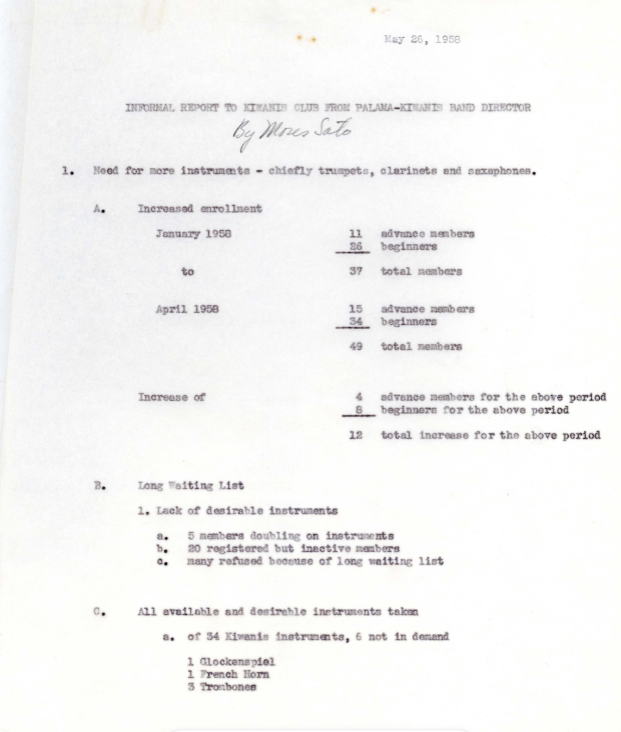 May 26, 1958
INFORMAL REPORT TO KIWANIS CLUB FROM PALAMA-KIWANIS BAND DIRECTOR
By Moses Sato
1. Need for more instruments - chiefly trumpets, clarinets and saxaphones.
A. Increased enrollment
January 1958 11 advance members
26 beginners
to 37 total members
April 1958 15 advance members
34 beginners
49 total members
Increase of 4 advance members for the above period
8 beginners for the above period
12 total increase for the above period
B. Long Waiting List
1. Lack of desirable instruments
a. 5 members doubling on instruments
b. 20 registered but inactive members
c. many refused because of long waiting list
C. All available and desirable instruments taken
a. of 34 Kiwanis instruments, 6 not in demand
1 Glockenspiel
1 French Horn
3 Trombones